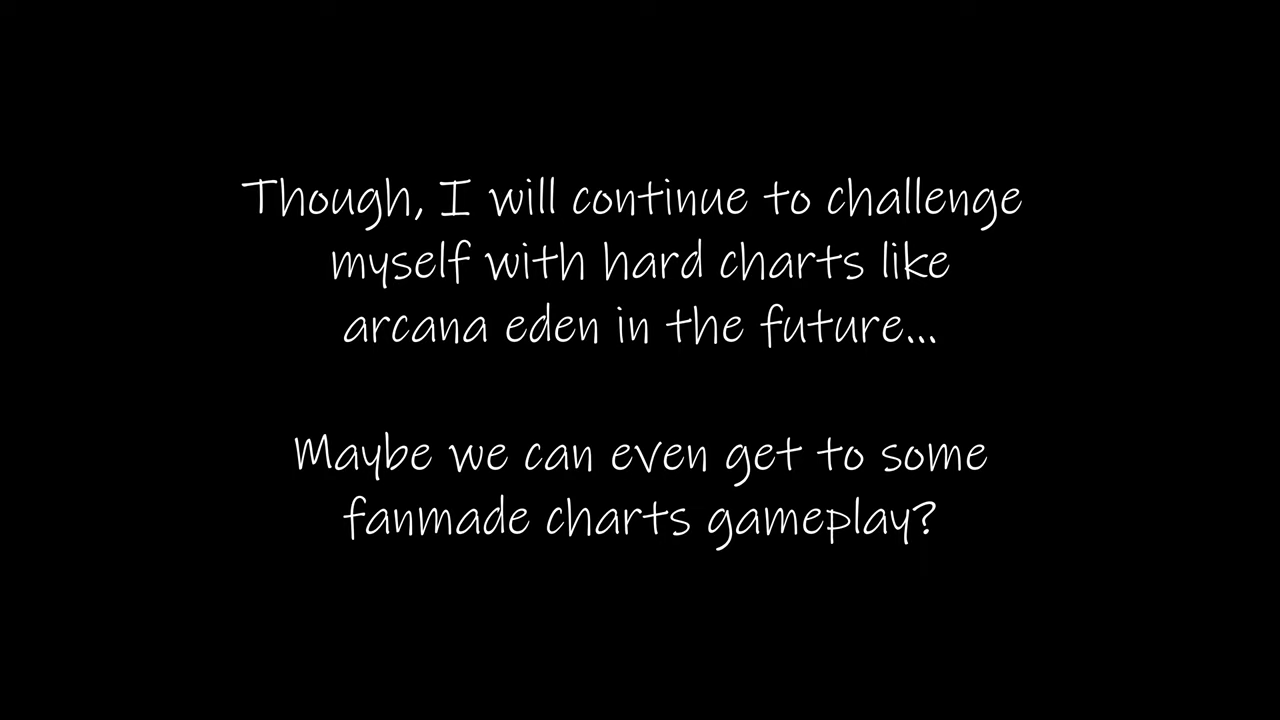 Though, I will continue to challenge
myself with hard charts like
arcana eden in the future...
Maybe we can even get to some
fanmade charts gameplay?